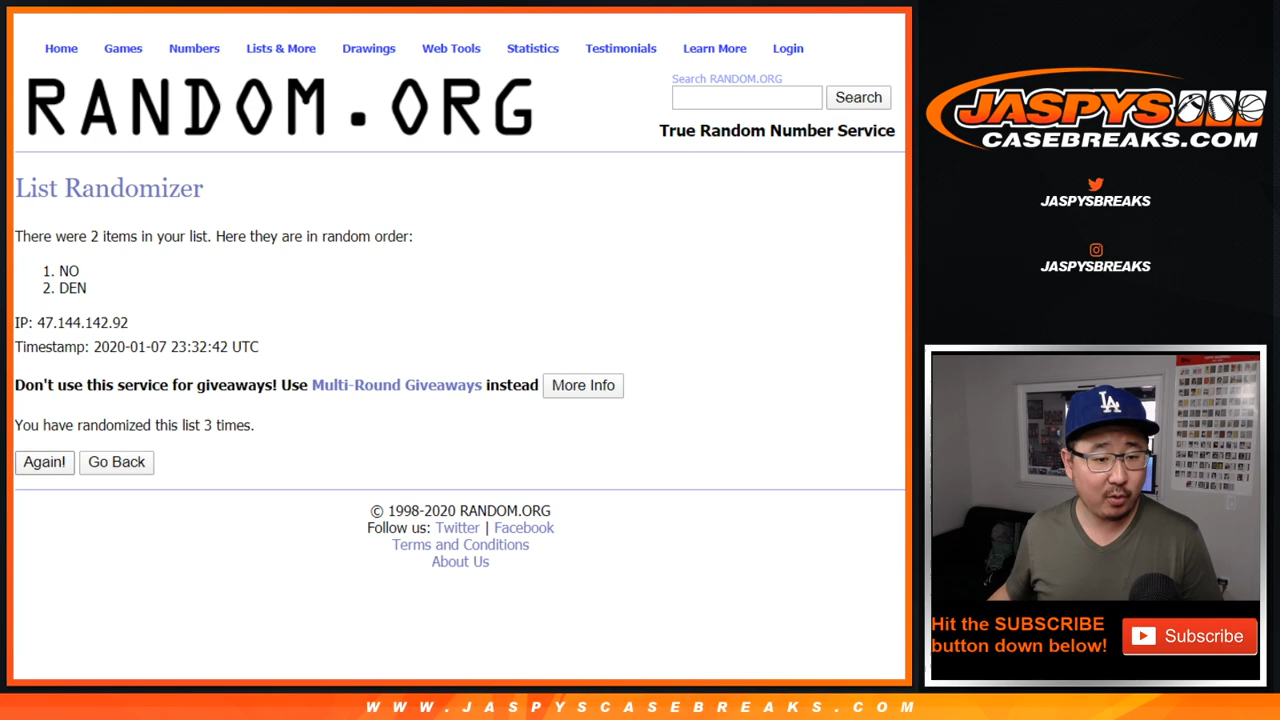 Home Games Numbers Lists & More Drawings Web Tools Statistics Testimonials Learn More Login
RANDOM.ORG
Search RANDOM.ORG
Search
True Random Number Service
List Randomizer
There were 2 items in your list. Here they are in random order:
1. NO
2. DEN
IP: 47.144.142.92
Timestamp: 2020-01-07 23:32:42 UTC
Don't use this service for giveaways! Use Multi-Round Giveaways instead More Info
You have randomized this list 3 times.
Again! Go Back
© 1998-2020 RANDOM.ORG
Follow us: Twitter | Facebook
Terms and Conditions
About Us
JASPYS
CASEBREAKS.COM
JASPYSBREAKS
JASPYSBREAKS
LA
Hit the SUBSCRIBE
button down below!
Subscribe
WWW.JASPYSCASEBREAKS.COM